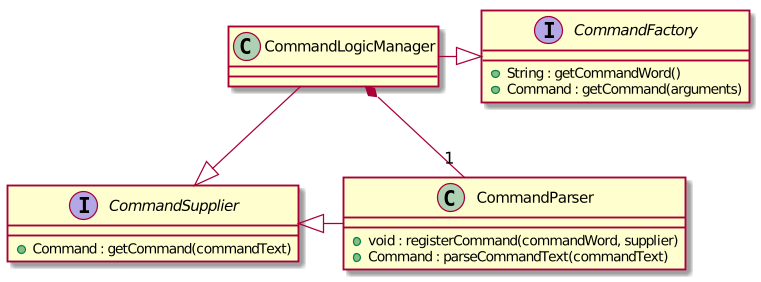 I CommandFactory
C CommandLogicManager
String : getCommandWord()
Command : getCommand(arguments)
1
I CommandSupplier
Command : getCommand(commandText)
C CommandParser
void : registerCommand(commandWord, supplier)
Command : parseCommandText(commandText)